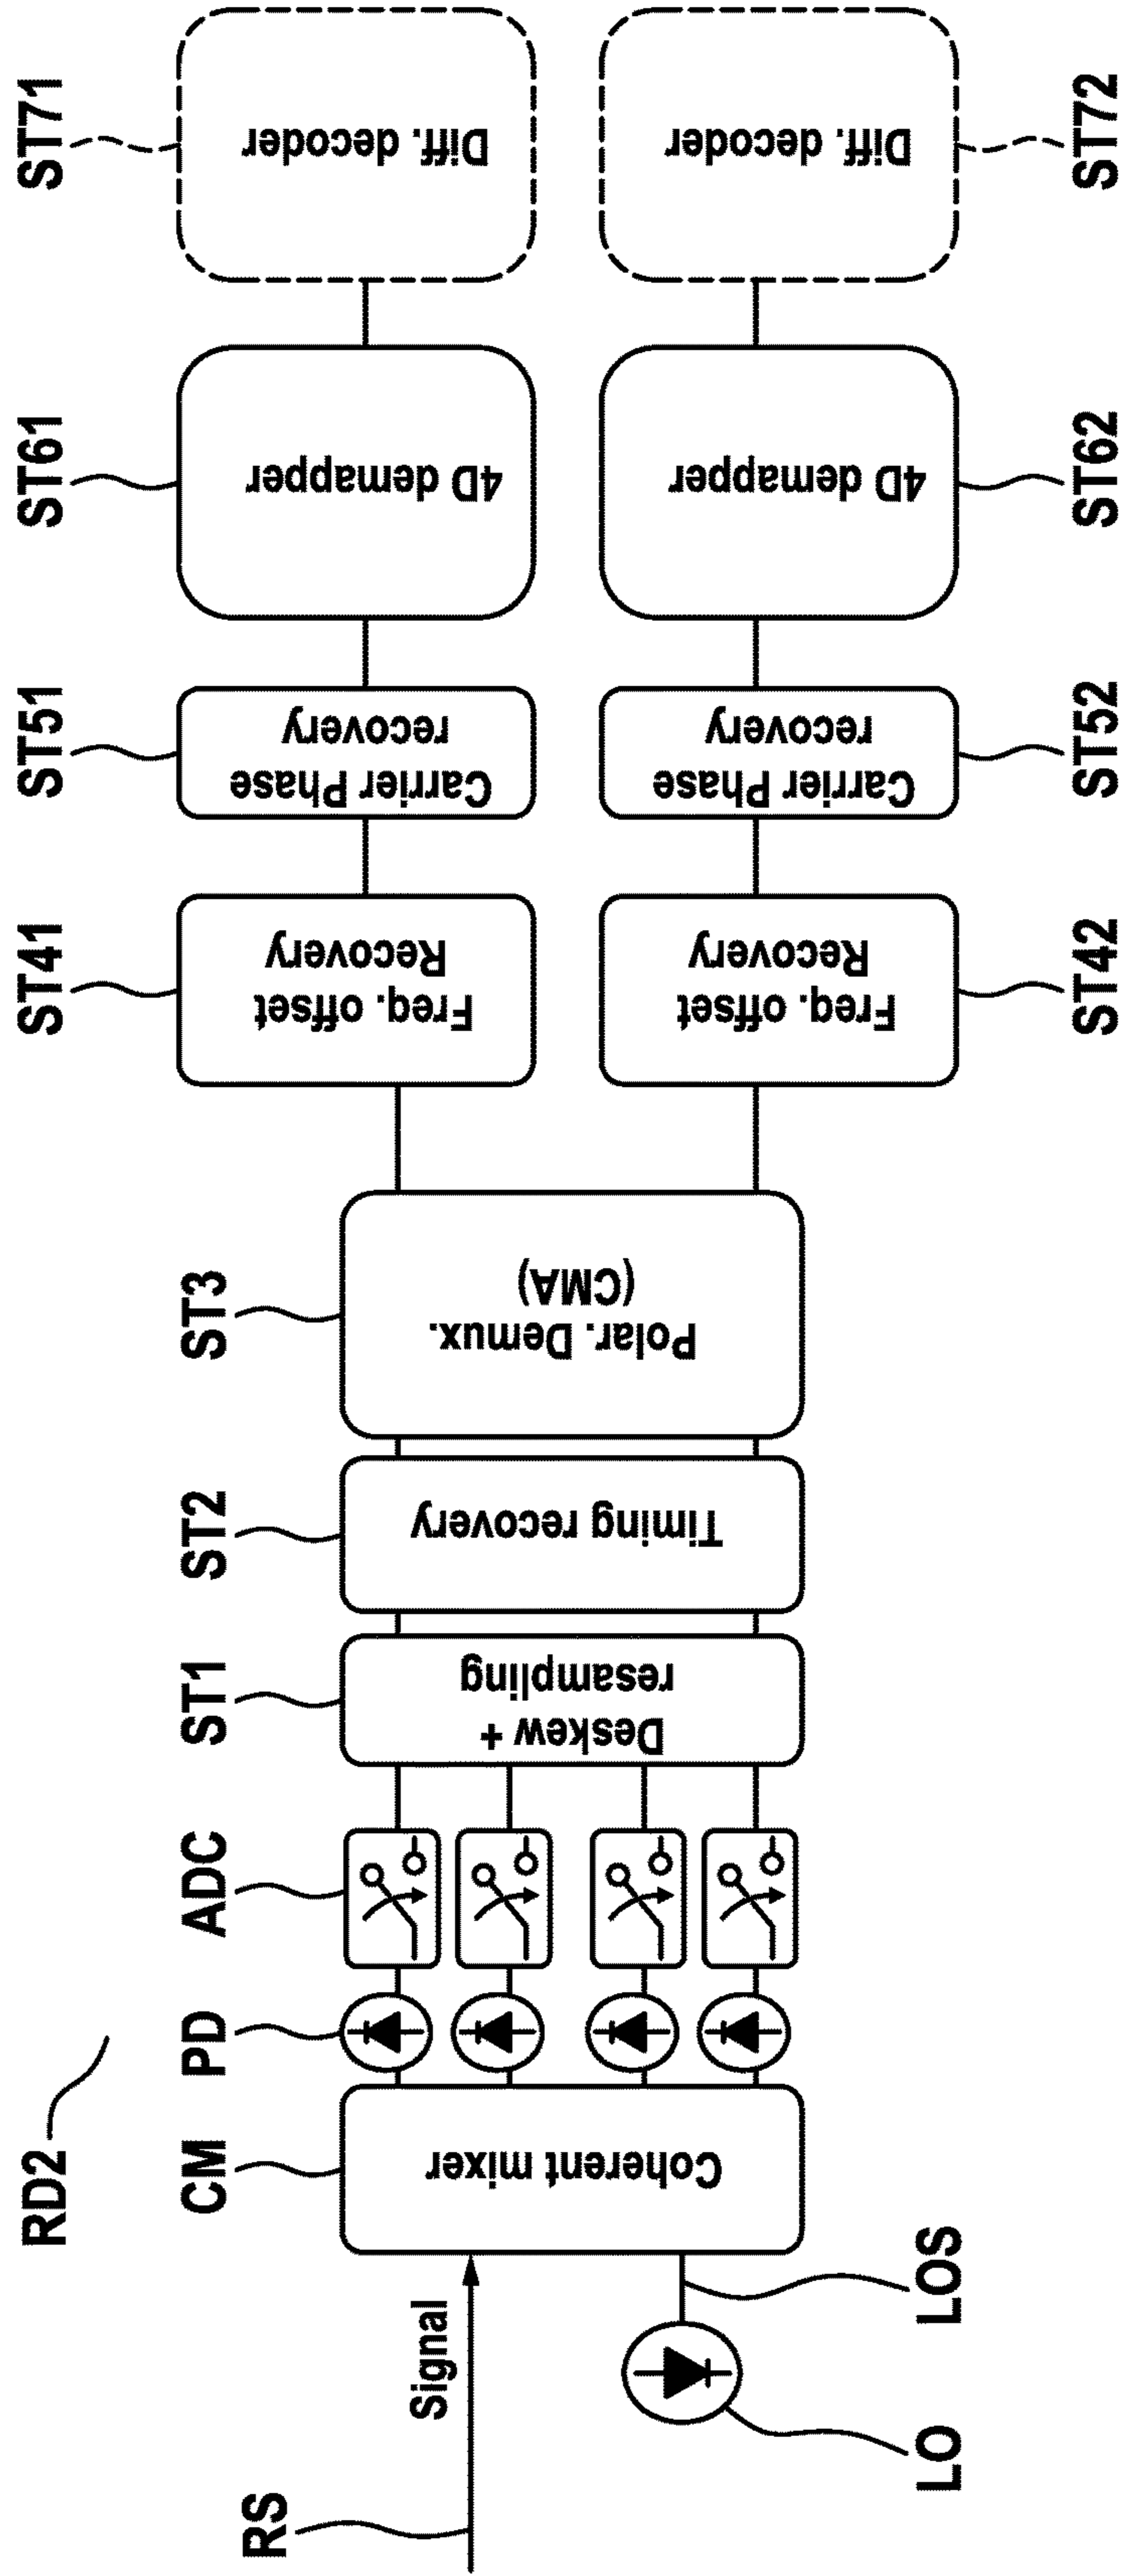 RD2
RS
Signal
LO
LOS
CM
Coherent mixer
PD
ADC
ST1
Deskew +
resampling
ST2
Timing recovery
ST3
Polar. Demux.
(CMA)
ST41
Freq. offset
Recovery
ST51
Carrier Phase
recovery
ST61
4D demapper
ST71
Diff. decoder
ST42
Freq. offset
Recovery
ST52
Carrier Phase
recovery
ST62
4D demapper
ST72
Diff. decoder